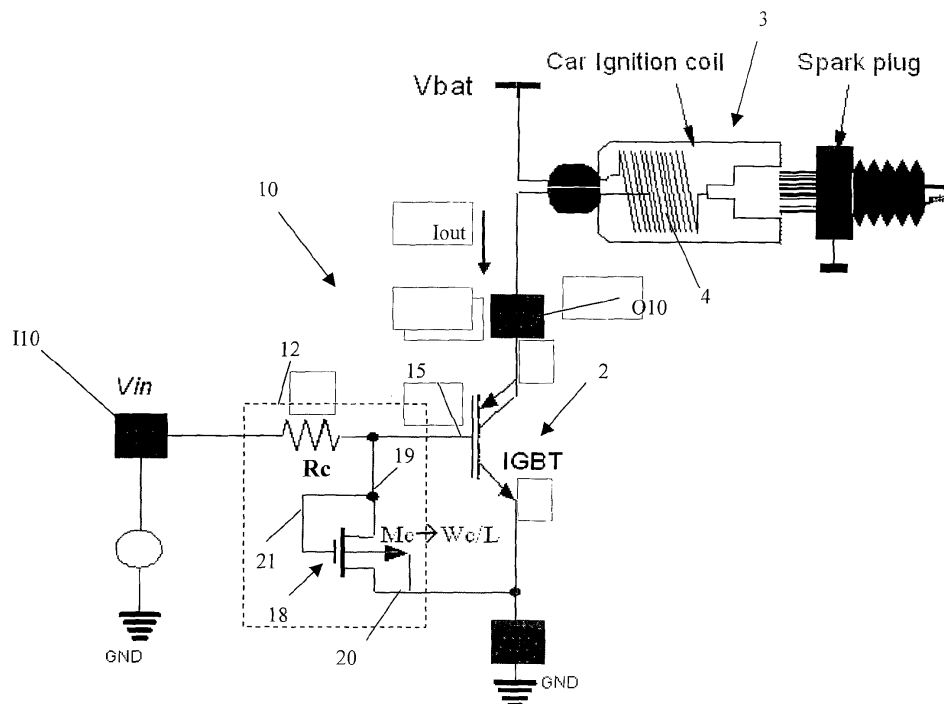 3
Car Ignition coil
Spark plug
Vbat
10
Iout
4
O10
I10
12
15
2
Vin
Rc
19
IGBT
21
Mc→Wc/L
18
20
GND
GND